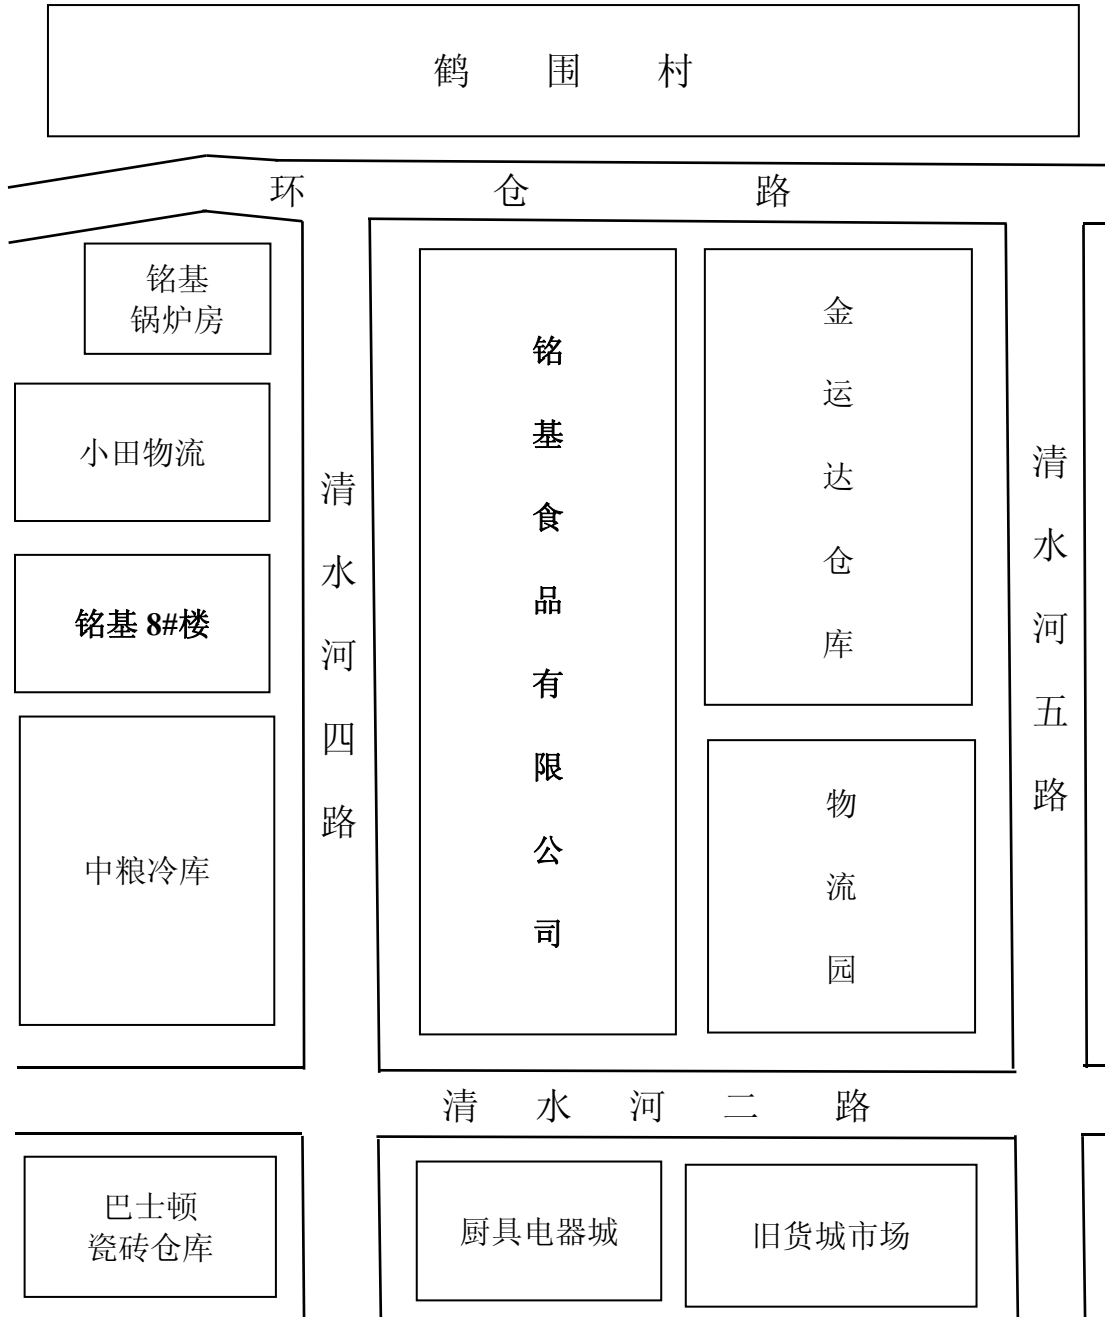 鹤围村
环仓路
铭基
锅炉房
小田物流
铭基 8#楼
中粮冷库
清水河四路
铭基食品有限公司
金运达仓库
物流园
清水河五路
清水河二路
巴士顿
瓷砖仓库
厨具电器城
旧货城市场